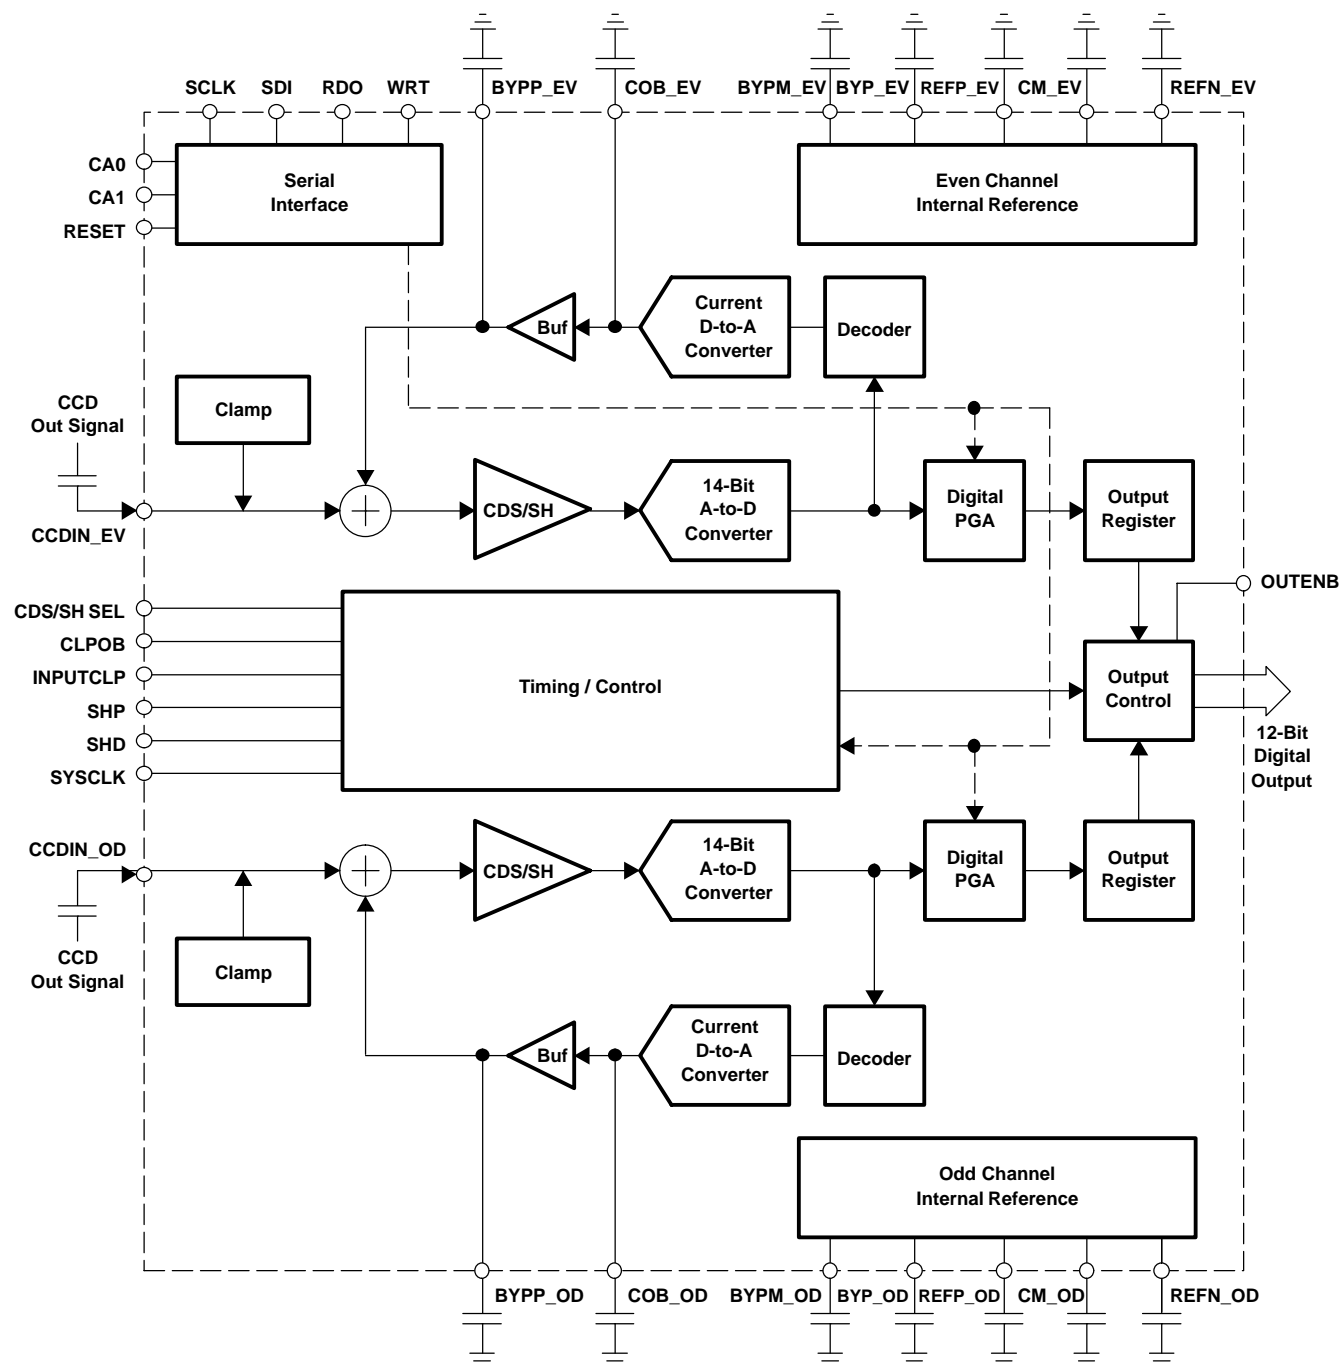 SCLK SDI RDO WRT BYPP_EV COB_EV BYPM_EV BYP_EV REFP_EV CM_EV REFN_EV
CA0
CA1
RESET
Serial
Interface
Even Channel
Internal Reference
Buf
Current
D-to-A
Converter
Decoder
CCD
Out Signal
Clamp
CCDIN_EV
CDS/SH
14-Bit
A-to-D
Converter
Digital
PGA
Output
Register
OUTENB
CDS/SH SEL
CLPOB
INPUTCLP
SHP
SHD
SYSCLK
Timing / Control
Output
Control
12-Bit
Digital
Output
CCDIN_OD
CDS/SH
14-Bit
A-to-D
Converter
Digital
PGA
Output
Register
CCD
Out Signal
Clamp
Buf
Current
D-to-A
Converter
Decoder
Odd Channel
Internal Reference
BYPP_OD COB_OD BYPM_OD BYP_OD REFP_OD CM_OD REFN_OD